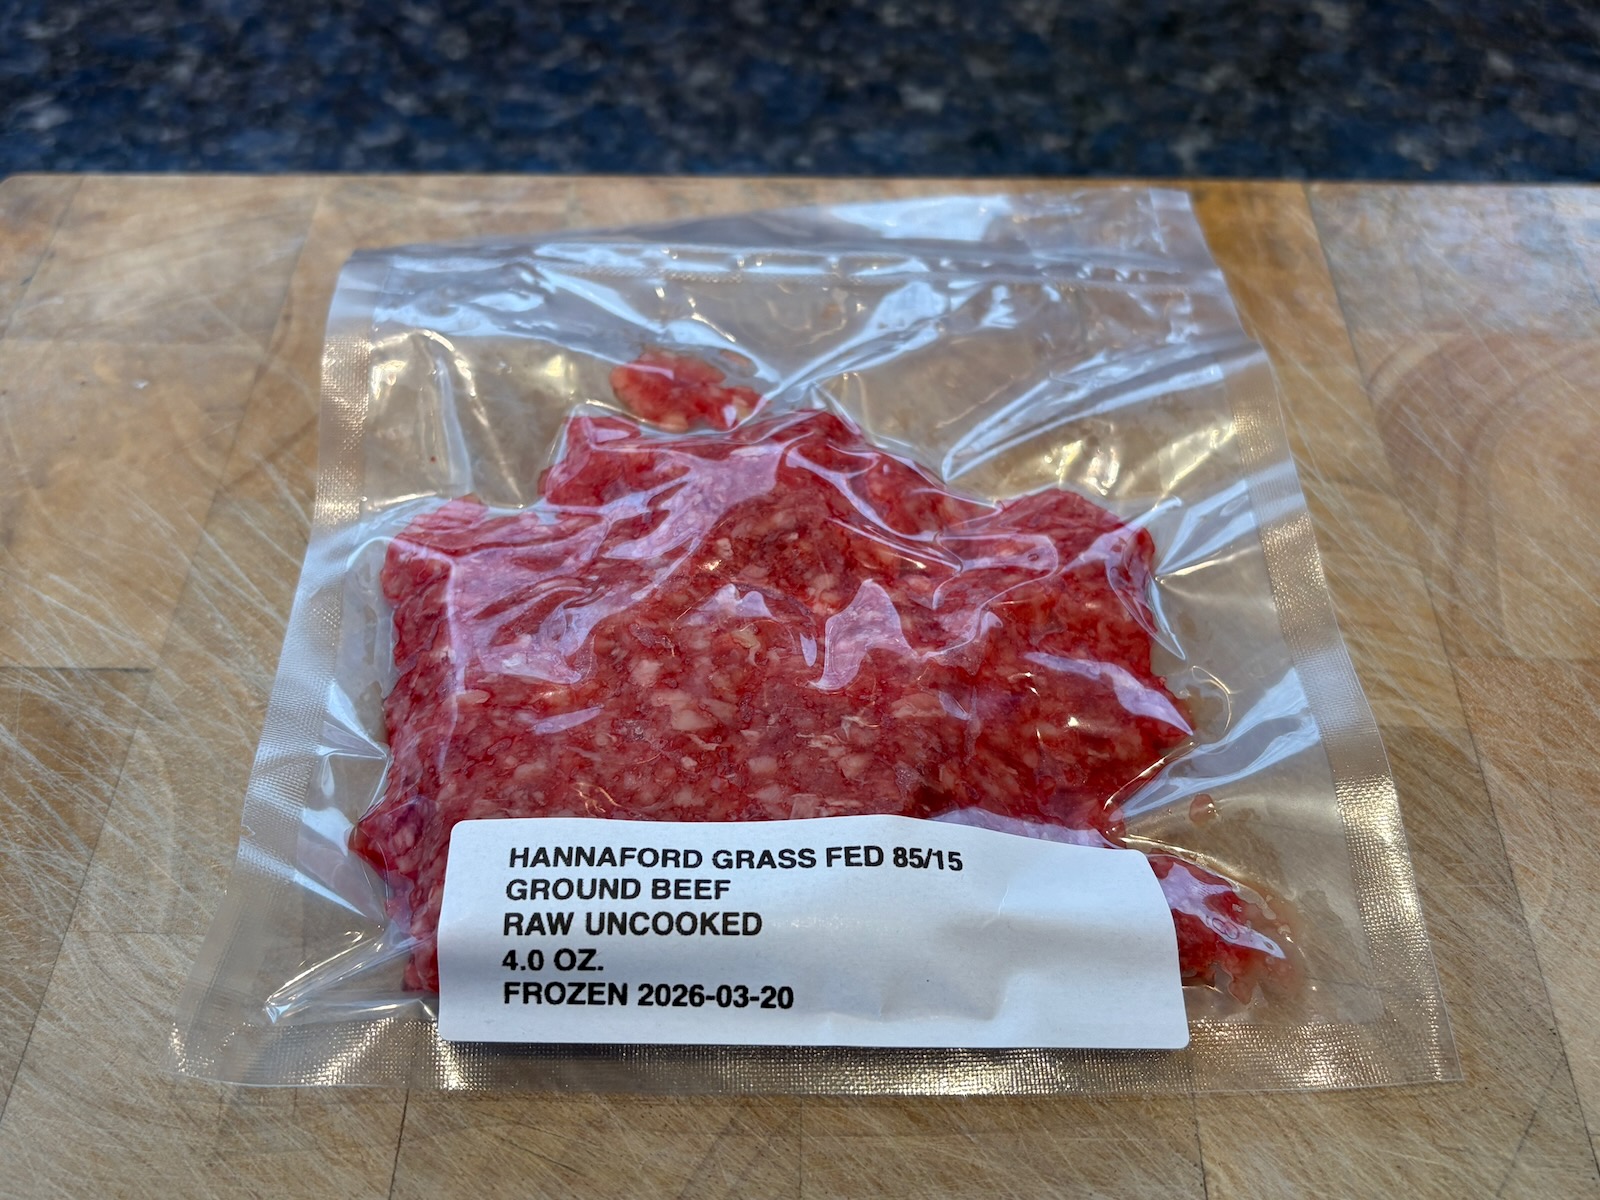 HANNAFORD GRASS FED 85/15
GROUND BEEF
RAW UNCOOKED
4.0 OZ.
FROZEN 2026-03-20